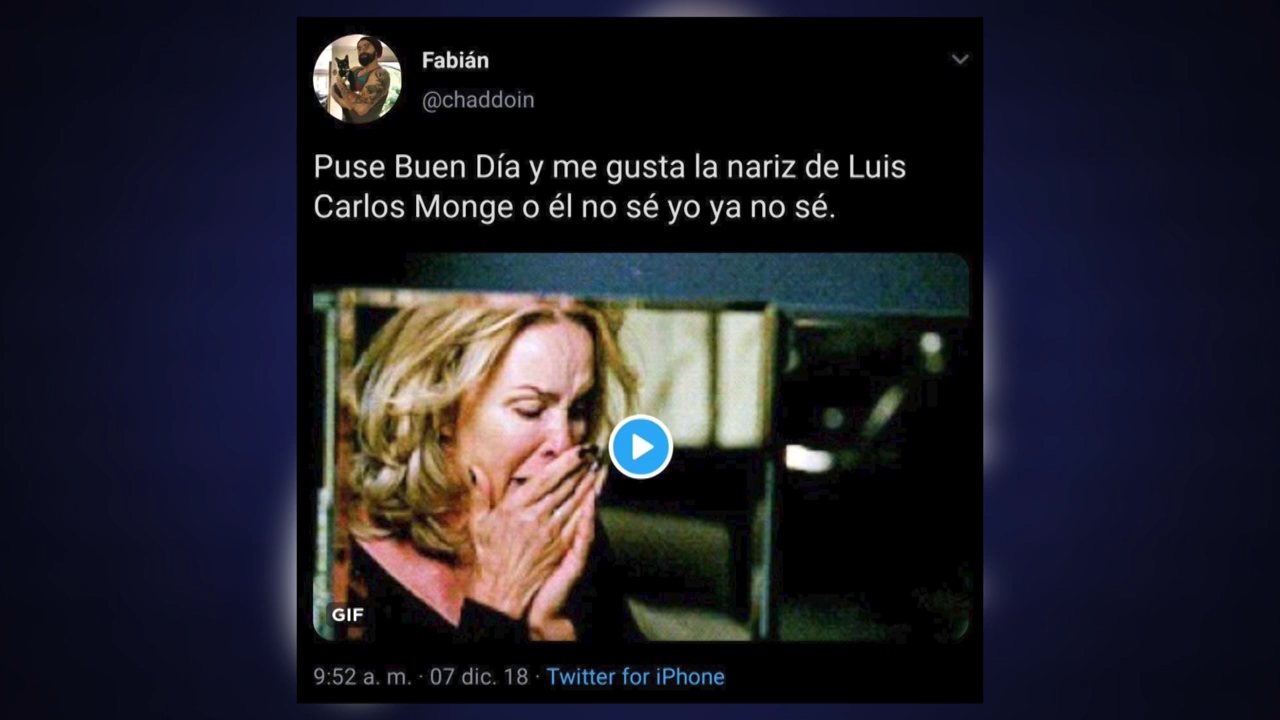 Fabián
@chaddoin
Puse Buen Día y me gusta la nariz de Luis
Carlos Monge o él no sé yo ya no sé.
GIF
9:52 a. m. · 07 dic. 18 · Twitter for iPhone